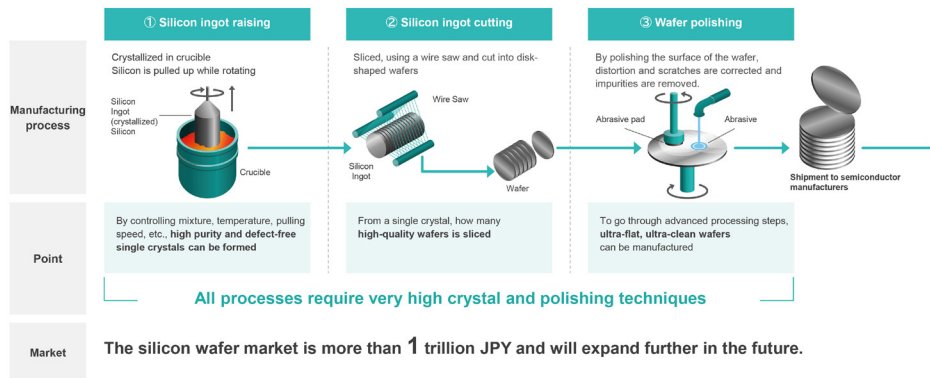 ① Silicon ingot raising
② Silicon ingot cutting
③ Wafer polishing
Manufacturing
process
Crystallized in crucible
Silicon is pulled up while rotating
Silicon
Ingot
(crystallized)
Silicon
Crucible
Sliced, using a wire saw and cut into disk-
shaped wafers
Wire Saw
Silicon
Ingot
Wafer
By polishing the surface of the wafer,
distortion and scratches are corrected and
impurities are removed.
Abrasive pad
Abrasive
Shipment to semiconductor
manufacturers
Point
By controlling mixture, temperature, pulling
speed, etc., high purity and defect-free
single crystals can be formed
From a single crystal, how many
high-quality wafers is sliced
To go through advanced processing steps,
ultra-flat, ultra-clean wafers
can be manufactured
All processes require very high crystal and polishing techniques
Market
The silicon wafer market is more than 1 trillion JPY and will expand further in the future.